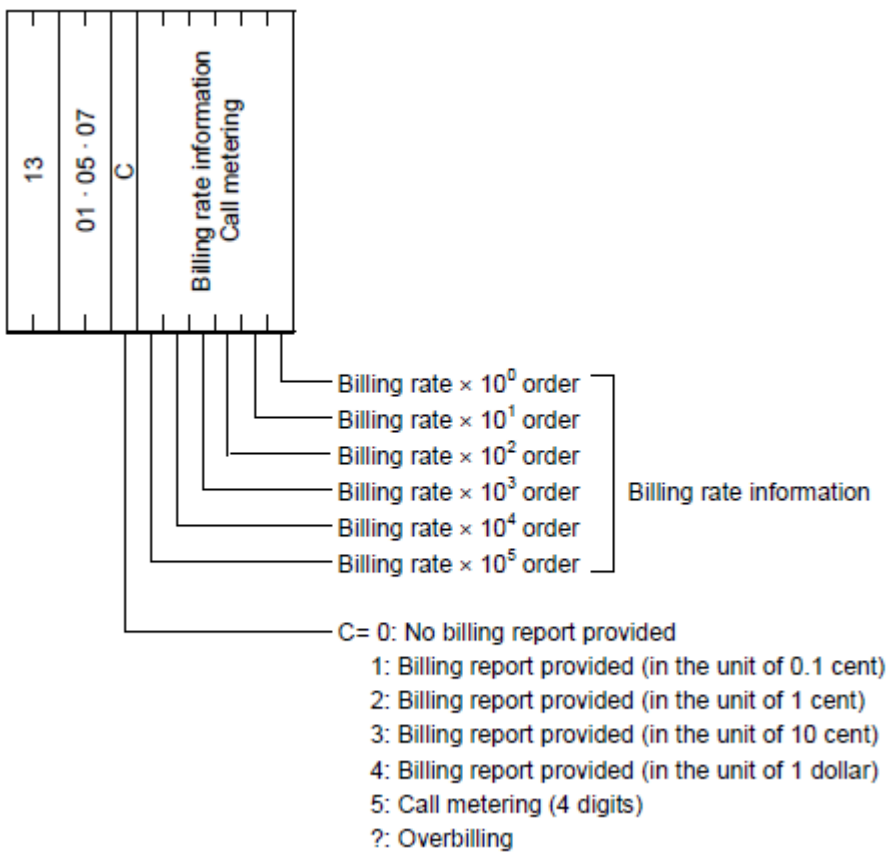 13
01 · 05 · 07
C
Billing rate information
Call metering
Billing rate × 10⁰ order
Billing rate × 10¹ order
Billing rate × 10² order
Billing rate × 10³ order
Billing rate information
Billing rate × 10⁴ order
Billing rate × 10⁵ order
C= 0: No billing report provided
1: Billing report provided (in the unit of 0.1 cent)
2: Billing report provided (in the unit of 1 cent)
3: Billing report provided (in the unit of 10 cent)
4: Billing report provided (in the unit of 1 dollar)
5: Call metering (4 digits)
?: Overbilling